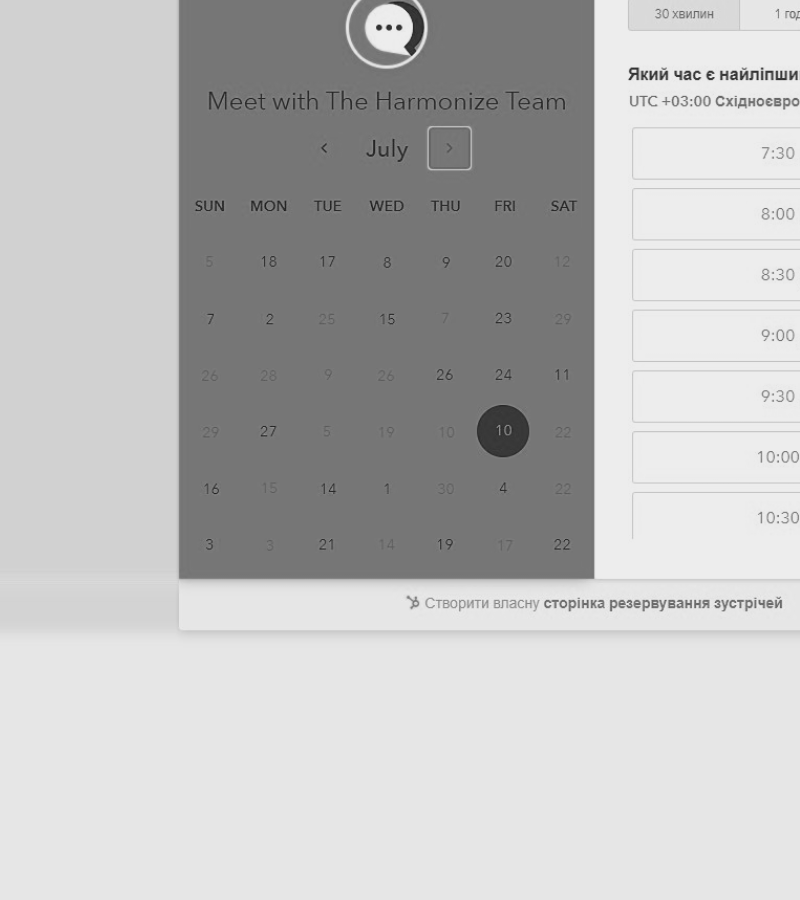 30 хвилин 1 год
Який час є найліпши
UTC +03:00 Східноєвро
7:30
8:00
8:30
9:00
9:30
10:00
10:30
Meet with The Harmonize Team
July
SUN MON TUE WED THU FRI SAT
5 18 17 8 9 20 12
7 2 25 15 7 23 29
26 28 9 26 26 24 11
29 27 5 19 10 10 22
16 15 14 1 30 4 22
3 3 21 14 19 17 22
Створити власну сторінка резервування зустрічей